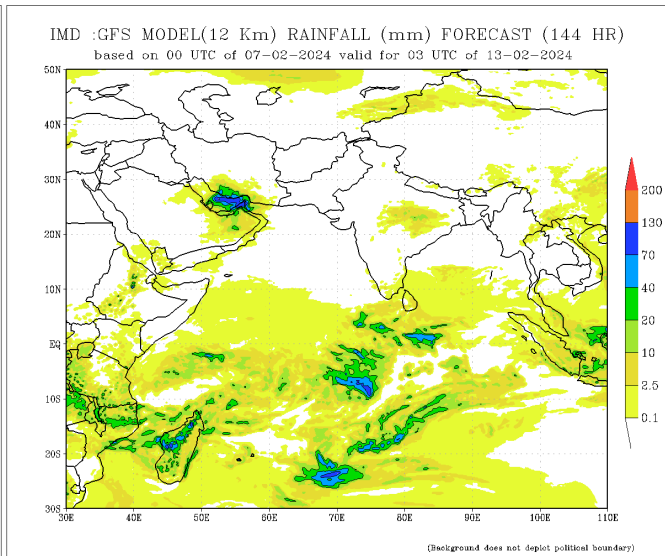 IMD :GFS MODEL(12 Km) RAINFALL (mm) FORECAST (144 HR)
based on 00 UTC of 07-02-2024 valid for 03 UTC of 13-02-2024
50N
40N
30N
20N
10N
EQ
10S
20S
30S
30E 40E 50E 60E 70E 80E 90E 100E 110E
200
130
70
40
20
10
2.5
0.1
(Background does not depict political boundary)